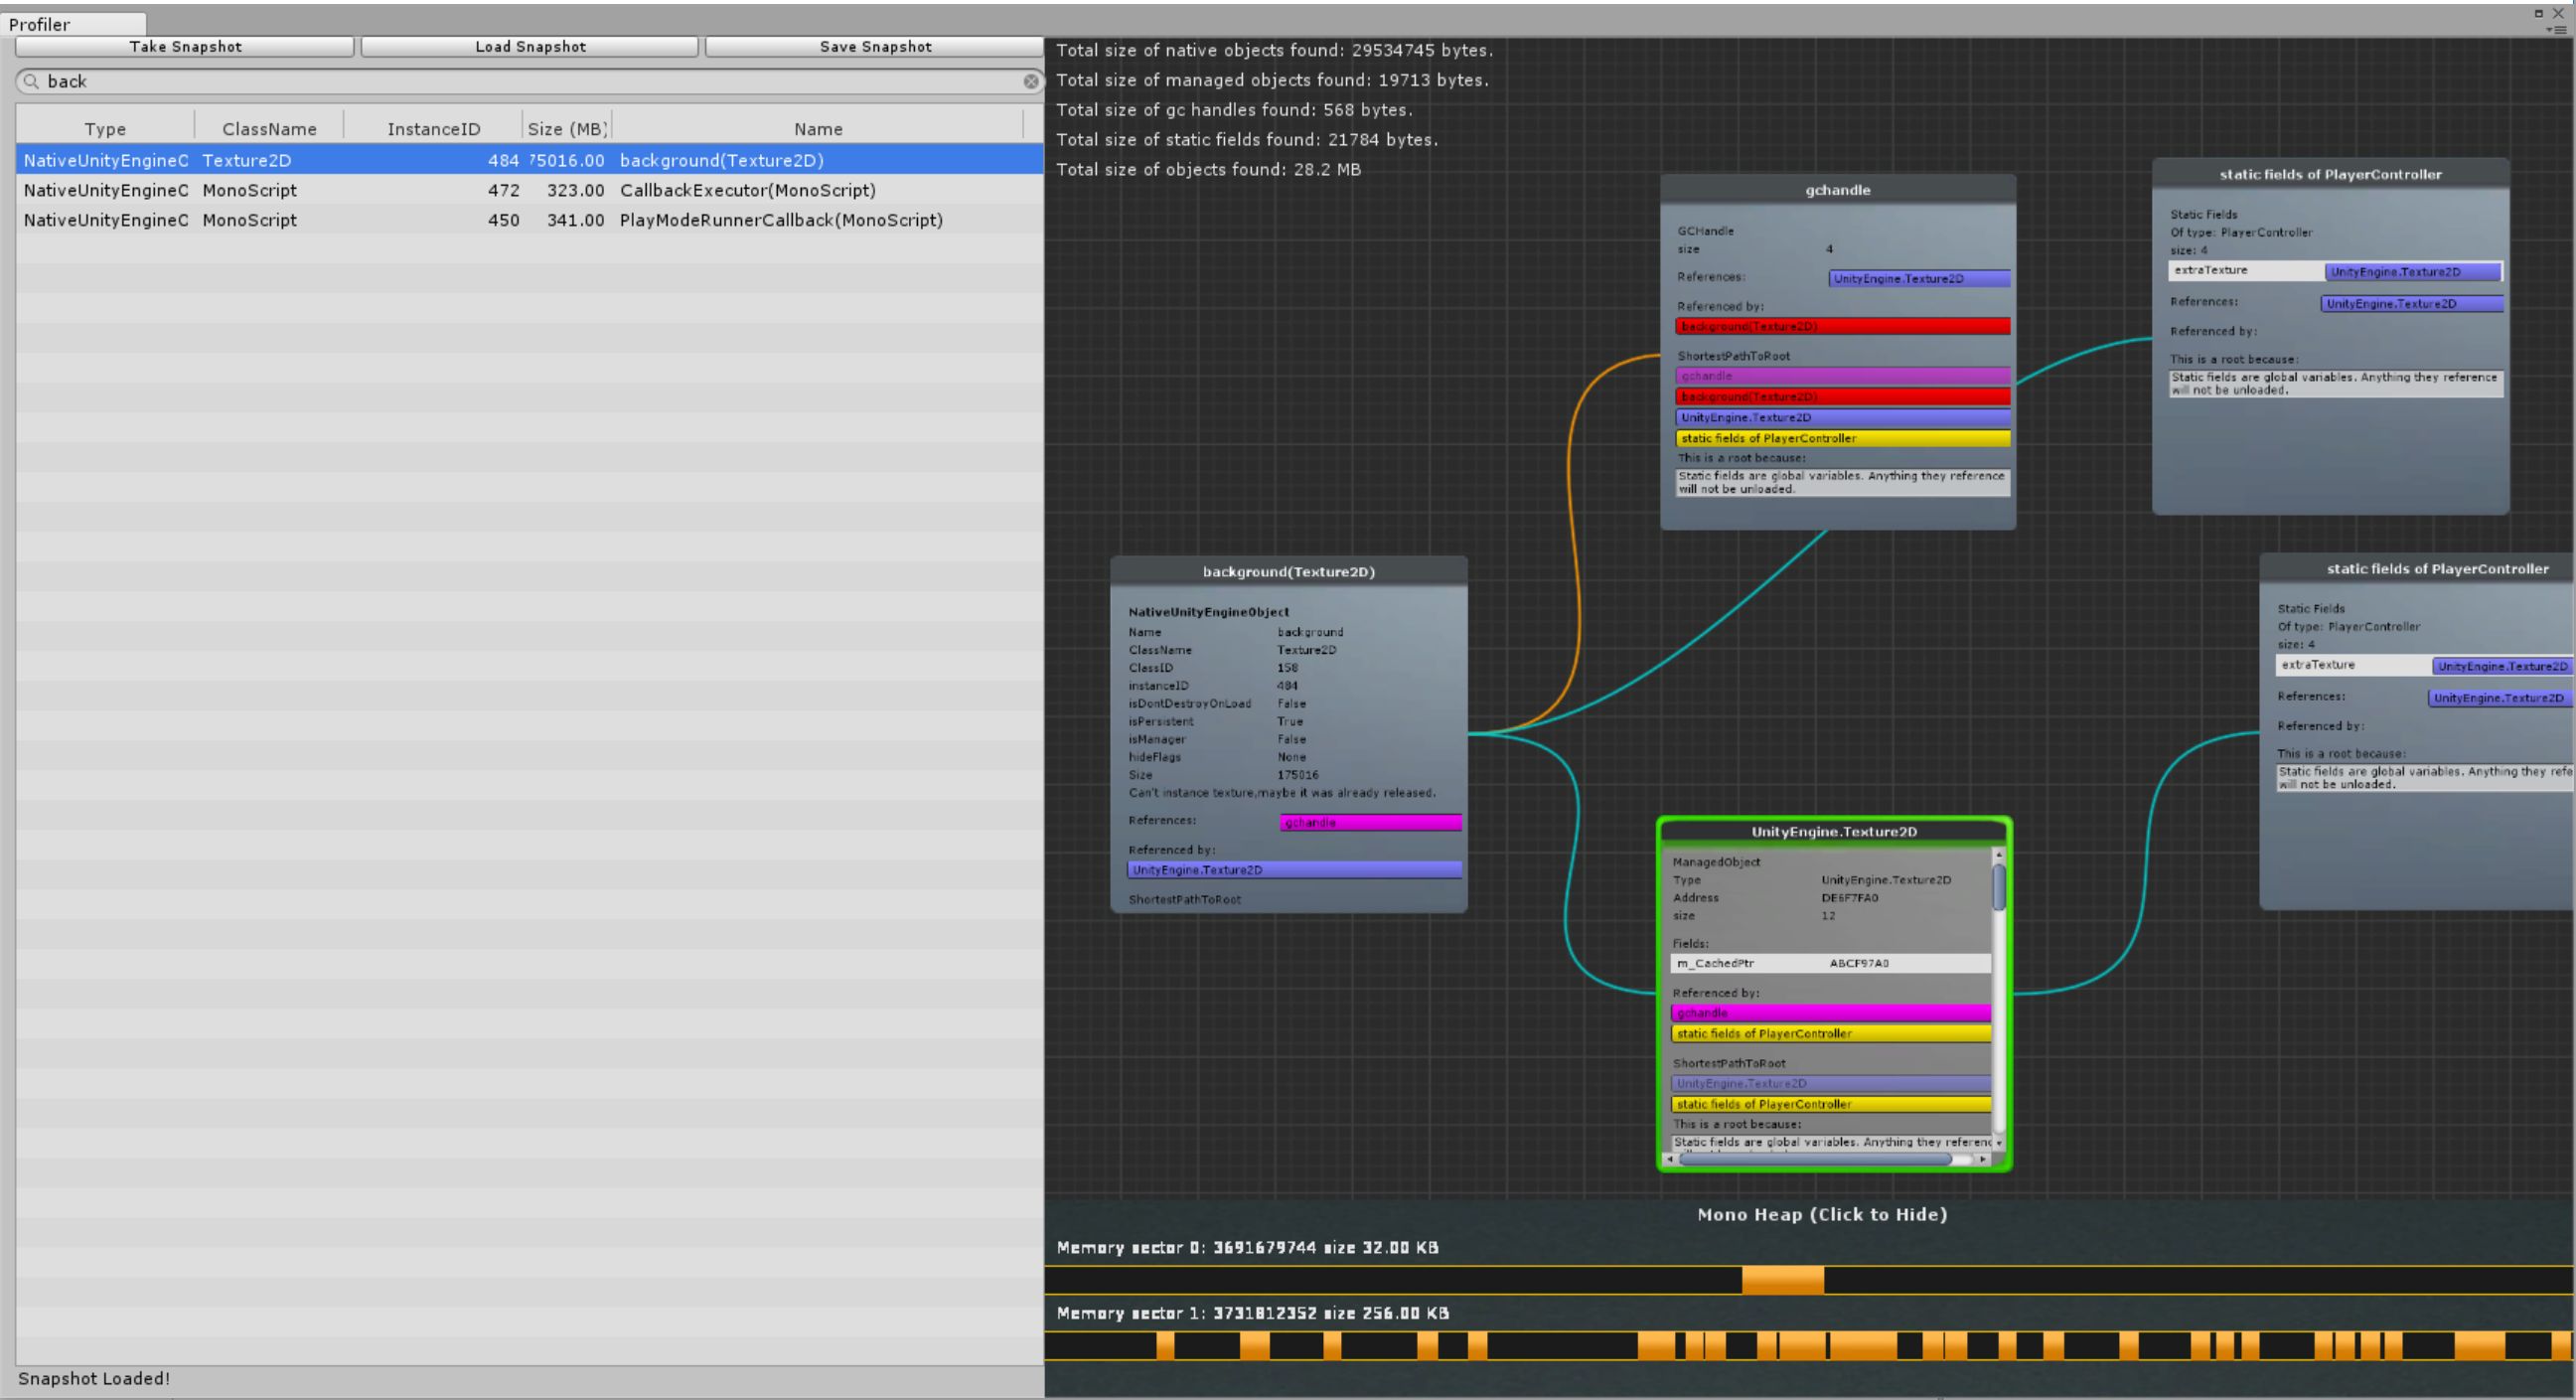 Profiler
Take Snapshot
Load Snapshot
Save Snapshot
back
Type ClassName InstanceID Size (MB) Name
NativeUnityEngineO Texture2D 484 75016.00 background(Texture2D)
NativeUnityEngineO MonoScript 472 323.00 CallbackExecutor(MonoScript)
NativeUnityEngineO MonoScript 450 341.00 PlayModeRunnerCallback(MonoScript)
Snapshot Loaded!
Total size of native objects found: 29534745 bytes.
Total size of managed objects found: 19713 bytes.
Total size of gc handles found: 568 bytes.
Total size of static fields found: 21784 bytes.
Total size of objects found: 28.2 MB
gchandle
GCHandle
size 4
References: UnityEngine.Texture2D
Referenced by:
background(Texture2D)
ShortestPathToRoot
gchandle
background(Texture2D)
UnityEngine.Texture2D
static fields of PlayerController
This is a root because:
Static fields are global variables. Anything they reference
will not be unloaded.
static fields of PlayerController
Static Fields
Of type: PlayerController
size: 4
extraTexture UnityEngine.Texture2D
References: UnityEngine.Texture2D
Referenced by:
This is a root because:
Static fields are global variables. Anything they reference
will not be unloaded.
background(Texture2D)
NativeUnityEngineObject
Name background
ClassName Texture2D
ClassID 158
instanceID 484
isDontDestroyOnLoad False
isPersistent True
isManager False
hideFlags None
Size 175016
Can't instance texture,maybe it was already released.
References: gchandle
Referenced by:
UnityEngine.Texture2D
ShortestPathToRoot
static fields of PlayerController
Static Fields
Of type: PlayerController
size: 4
extraTexture UnityEngine.Texture2D
References: UnityEngine.Texture2D
Referenced by:
This is a root because:
Static fields are global variables. Anything they refe
will not be unloaded.
UnityEngine.Texture2D
ManagedObject
Type UnityEngine.Texture2D
Address DE6F7FA0
size 12
Fields:
m_CachedPtr ABCF97A0
Referenced by:
gchandle
static fields of PlayerController
ShortestPathToRoot
UnityEngine.Texture2D
static fields of PlayerController
This is a root because:
Static fields are global variables. Anything they referenc
Mono Heap (Click to Hide)
Memory sector 0: 3691679744 size 32.00 KB
Memory sector 1: 3731812352 size 256.00 KB